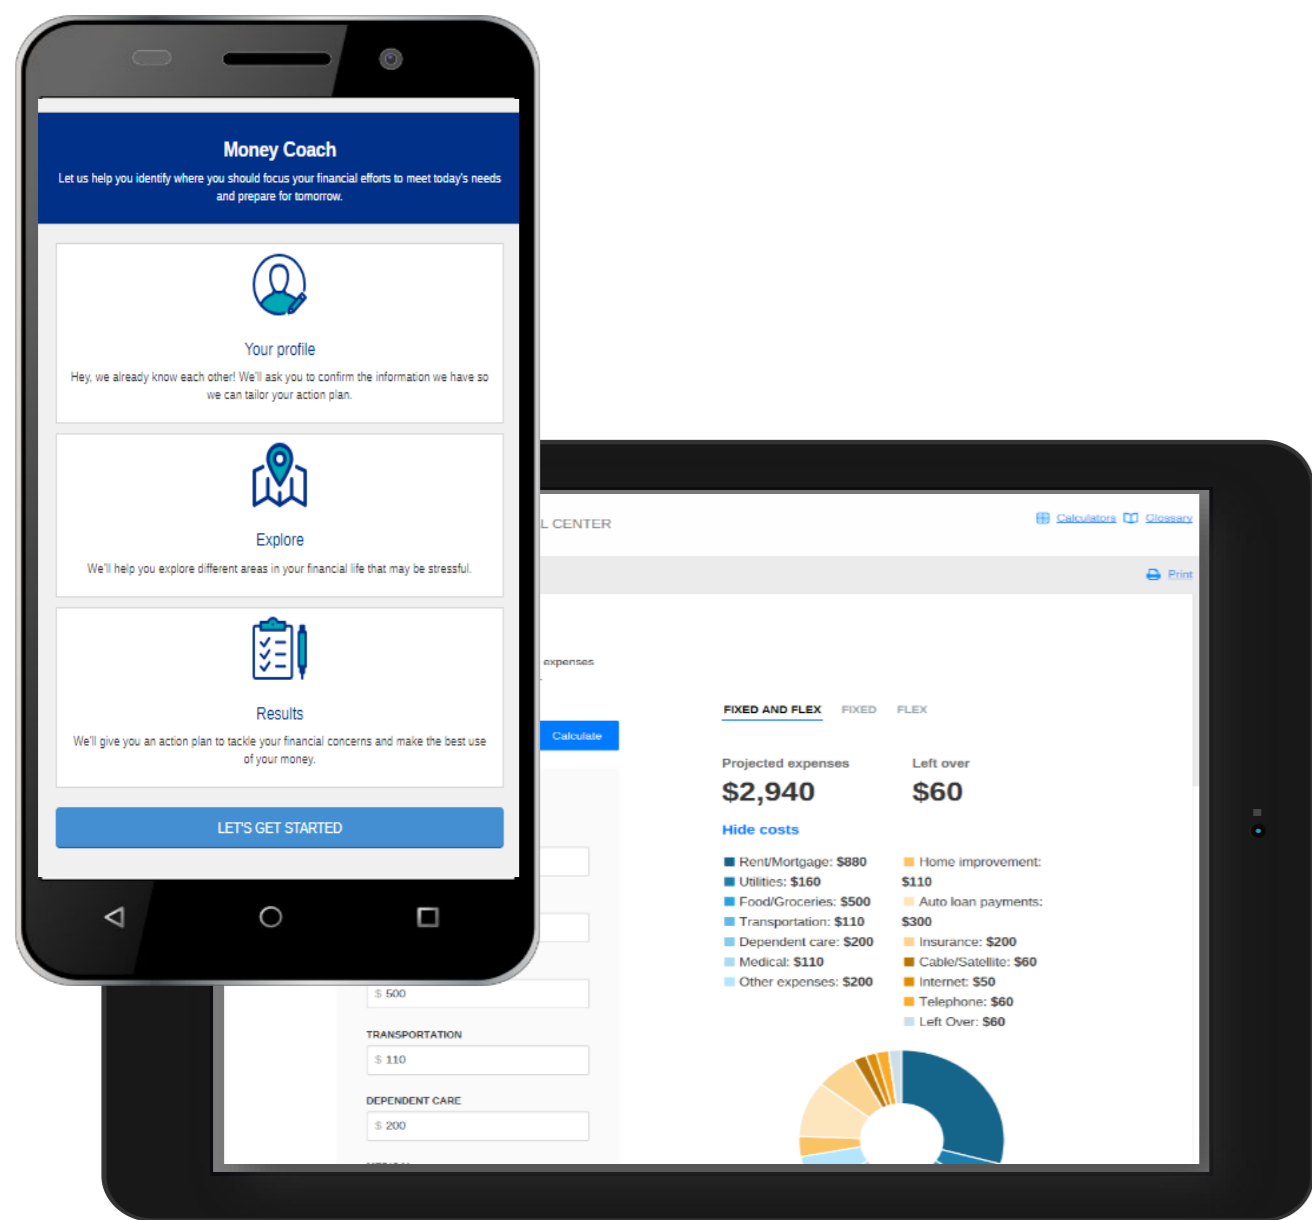 Money Coach
Let us help you identify where you should focus your financial efforts to meet today's needs
and prepare for tomorrow.
Your profile
Hey, we already know each other! We'll ask you to confirm the information we have so
we can tailor your action plan.
Explore
We'll help you explore different areas in your financial life that may be stressful.
Results
We'll give you an action plan to tackle your financial concerns and make the best use
of your money.
LET'S GET STARTED
L CENTER
Calculators
Glossary
Print
expenses
Calculate
$ 500
TRANSPORTATION
$ 110
DEPENDENT CARE
$ 200
FIXED AND FLEX
FIXED
FLEX
Projected expenses
$2,940
Left over
$60
Hide costs
Rent/Mortgage: $880
Utilities: $160
Food/Groceries: $500
Transportation: $110
Dependent care: $200
Medical: $110
Other expenses: $200
Home improvement:
$110
Auto loan payments:
$300
Insurance: $200
Cable/Satellite: $60
Internet: $50
Telephone: $60
Left Over: $60